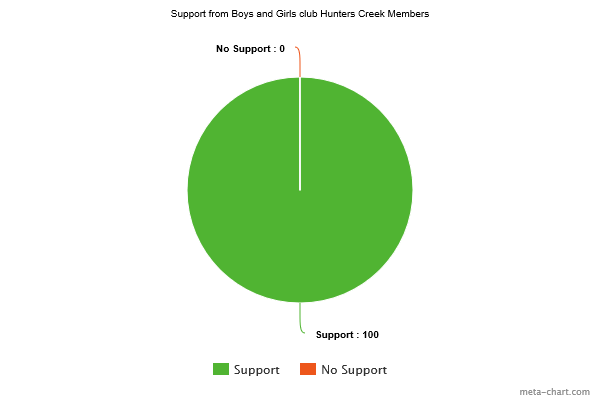 Support from Boys and Girls club Hunters Creek Members
No Support : 0
Support : 100
Support No Support
meta-chart.com